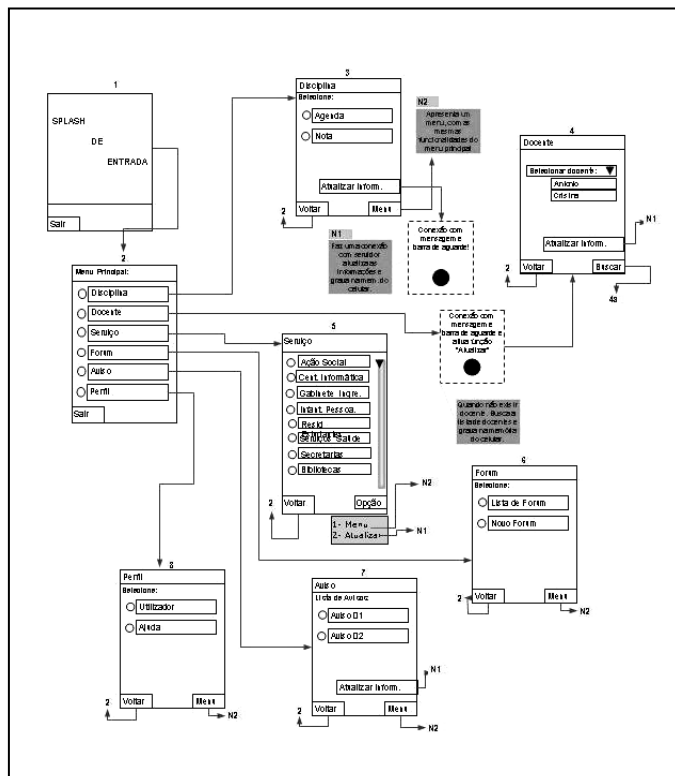 1
SPLASH
DE
ENTRADA
Sair
2
Menu Principal:
Disciplina
Docente
Serviço
Forum
Aviso
Perfil
Sair
3
Disciplina
Selecione:
Agenda
Nota
Atualizar Inform.
Voltar
Menu
2
N2
Apresenta um
menu, com as
mesmas
funcionalidades do
menu principal
N1
Faz uma conexão
com servidor
atualiza as
informações e
grava na mem. do
celular.
Conexão com
mensagem e
barra de aguarde!
4
Docente
Selecionar docente:
Antonio
Cristina
Atualizar Inform.
N1
Voltar
Buscar
2
4a
Conexão com
mensagem e
barra de aguarde e
ativa função
"Atualizar"
Quando não existir
docente. Busca a
lista de docentes e
grava na memória do
celular.
5
Serviço
Ação Social
Cent. Informática
Gabinete Ingre.
Infant. Pessoa.
Resid
Serviços Saúde
Secretarias
Bibliotecas
Voltar
Opção
2
1- Menu
2- Atualizar
N2
N1
6
Forum
Selecione:
Lista de Forum
Novo Forum
Voltar
Menu
2
N2
7
Aviso
Lista de Avisos:
Aviso 01
Aviso 02
Atualizar Inform.
N1
Voltar
Menu
2
N2
8
Perfil
Selecione:
Utilizador
Ajuda
Voltar
Menu
2
N2